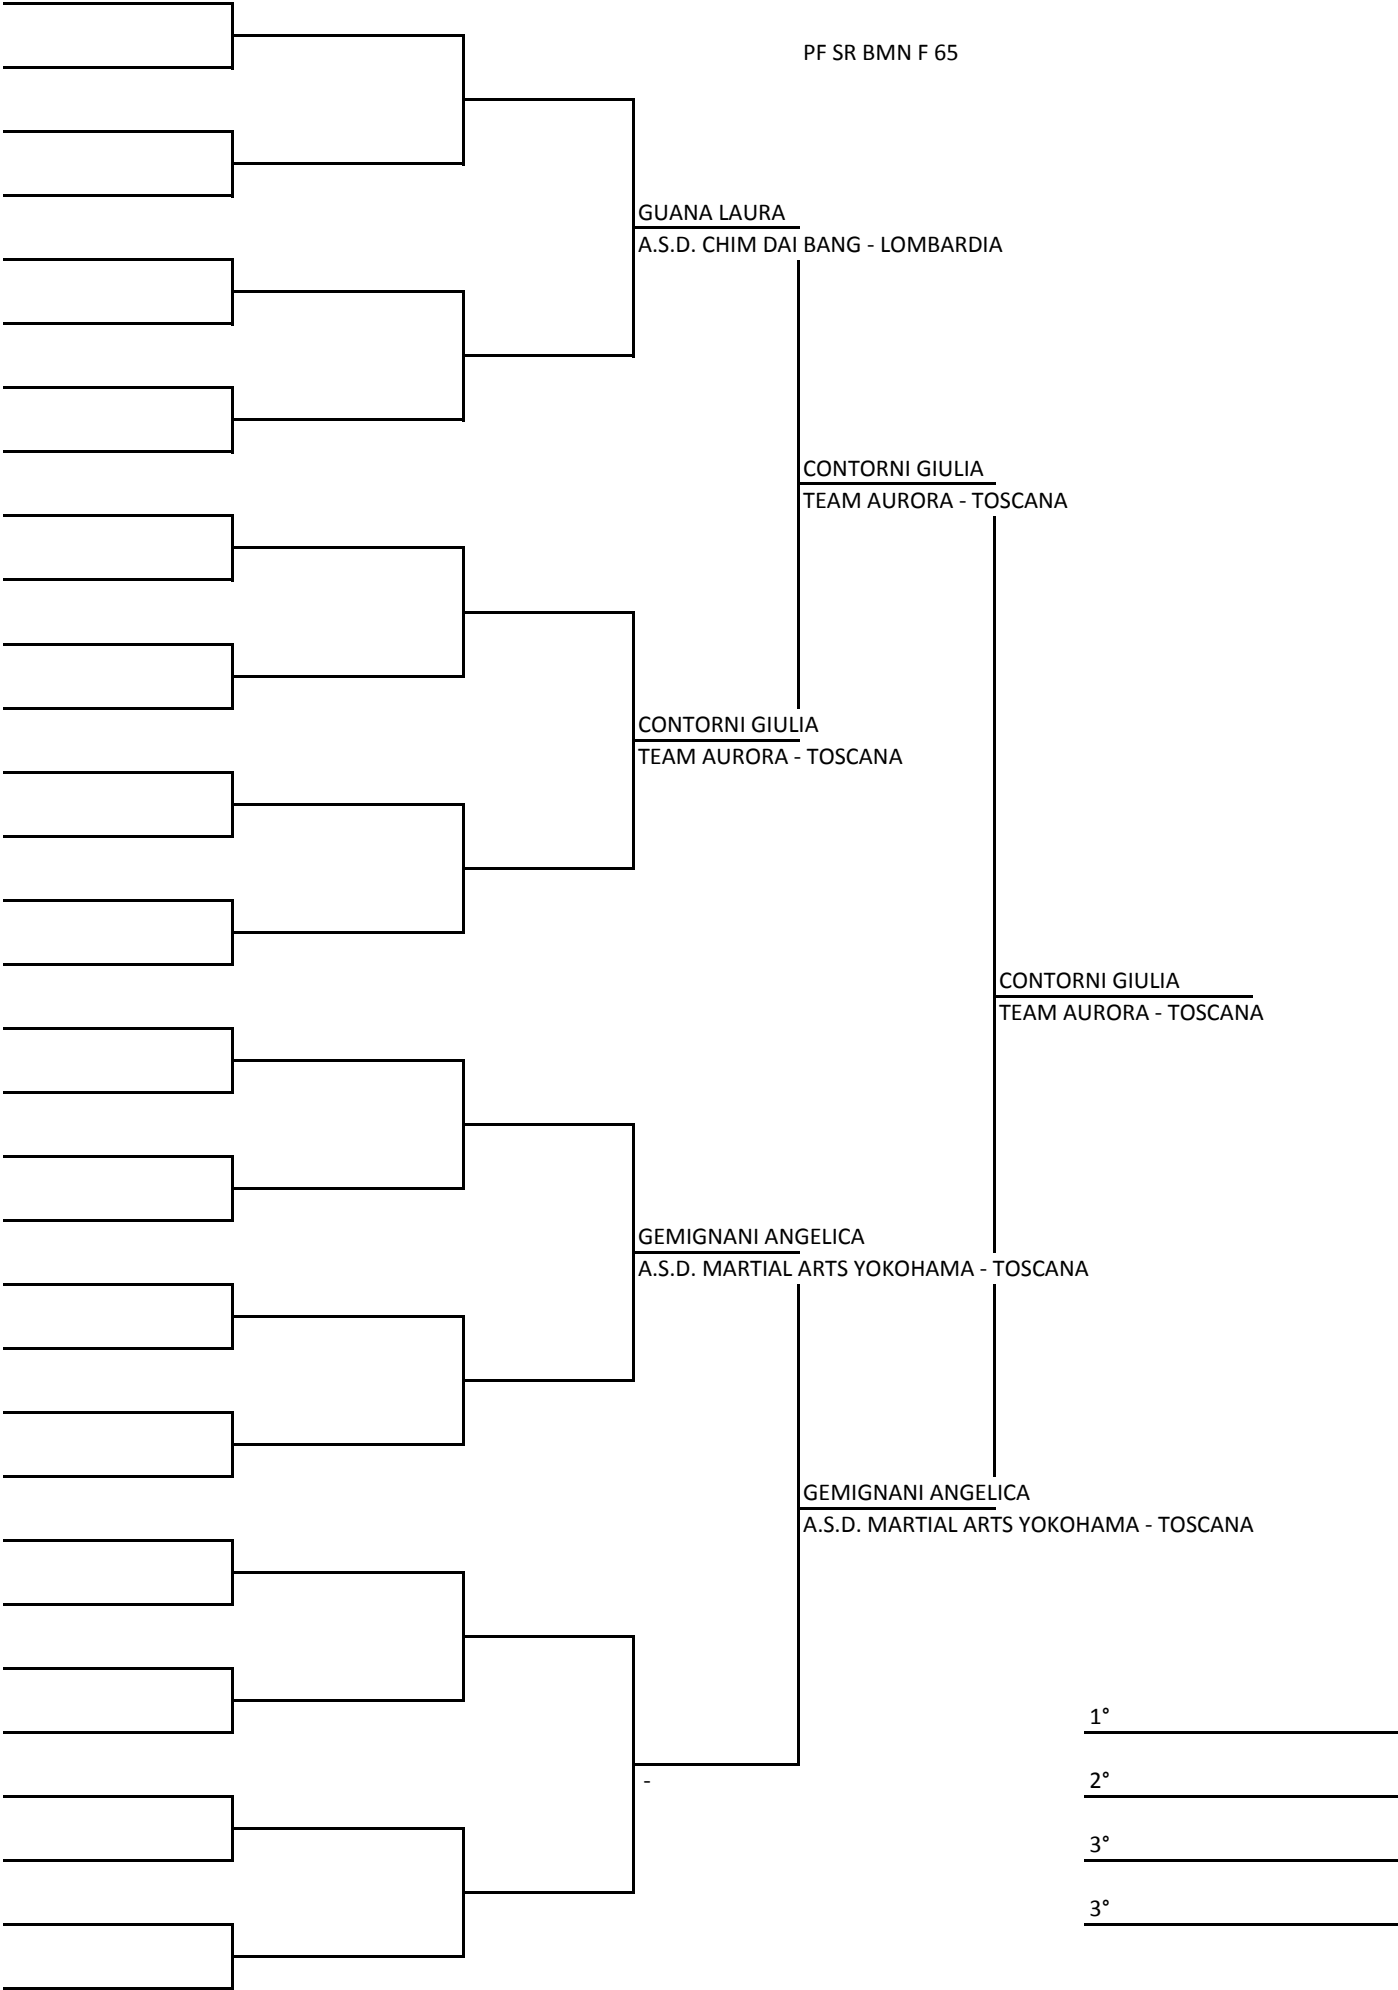 PF SR BMN F 65
GUANA LAURA
A.S.D. CHIM DAI BANG - LOMBARDIA
CONTORNI GIULIA
TEAM AURORA - TOSCANA
CONTORNI GIULIA
TEAM AURORA - TOSCANA
CONTORNI GIULIA
TEAM AURORA - TOSCANA
GEMIGNANI ANGELICA
A.S.D. MARTIAL ARTS YOKOHAMA - TOSCANA
GEMIGNANI ANGELICA
A.S.D. MARTIAL ARTS YOKOHAMA - TOSCANA
1°
-
2°
3°
3°